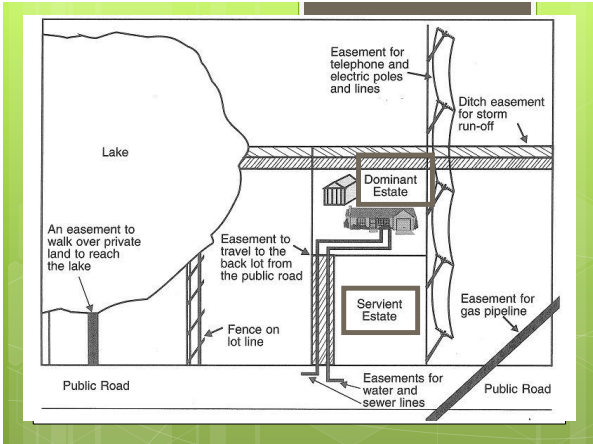 Easement for
telephone and
electric poles
and lines
Ditch easement
for storm
run-off
Lake
Dominant
Estate
An easement to
walk over private
land to reach
the lake
Easement to
travel to the
back lot from
the public road
Servient
Estate
Easement for
gas pipeline
Fence on
lot line
Easements for
water and
sewer lines
Public Road
Public Road